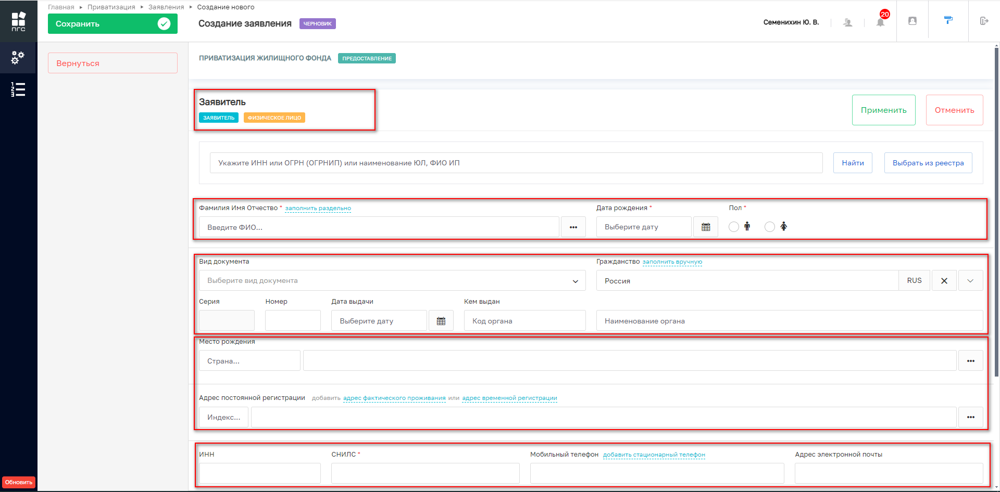 Главная ▸ Приватизация ▸ Заявления ▸ Создание нового
пгс
Сохранить
Создание заявления ЧЕРНОВИК
Семенихин Ю. В.
20
Вернуться
ПРИВАТИЗАЦИЯ ЖИЛИЩНОГО ФОНДА ПРЕДОСТАВЛЕНИЕ
Заявитель
ЗАЯВИТЕЛЬ ФИЗИЧЕСКОЕ ЛИЦО
Применить Отменить
Укажите ИНН или ОГРН (ОГРНИП) или наименование ЮЛ, ФИО ИП Найти Выбрать из реестра
Фамилия Имя Отчество * заполнить раздельно Дата рождения * Пол *
Введите ФИО... ••• Выберите дату
Вид документа Гражданство заполнить вручную
Выберите вид документа Россия RUS
Серия Номер Дата выдачи Кем выдан
Выберите дату Код органа Наименование органа
Место рождения
Страна... •••
Адрес постоянной регистрации добавить адрес фактического проживания или адрес временной регистрации
Индекс... •••
ИНН СНИЛС * Мобильный телефон добавить стационарный телефон Адрес электронной почты
Обновить